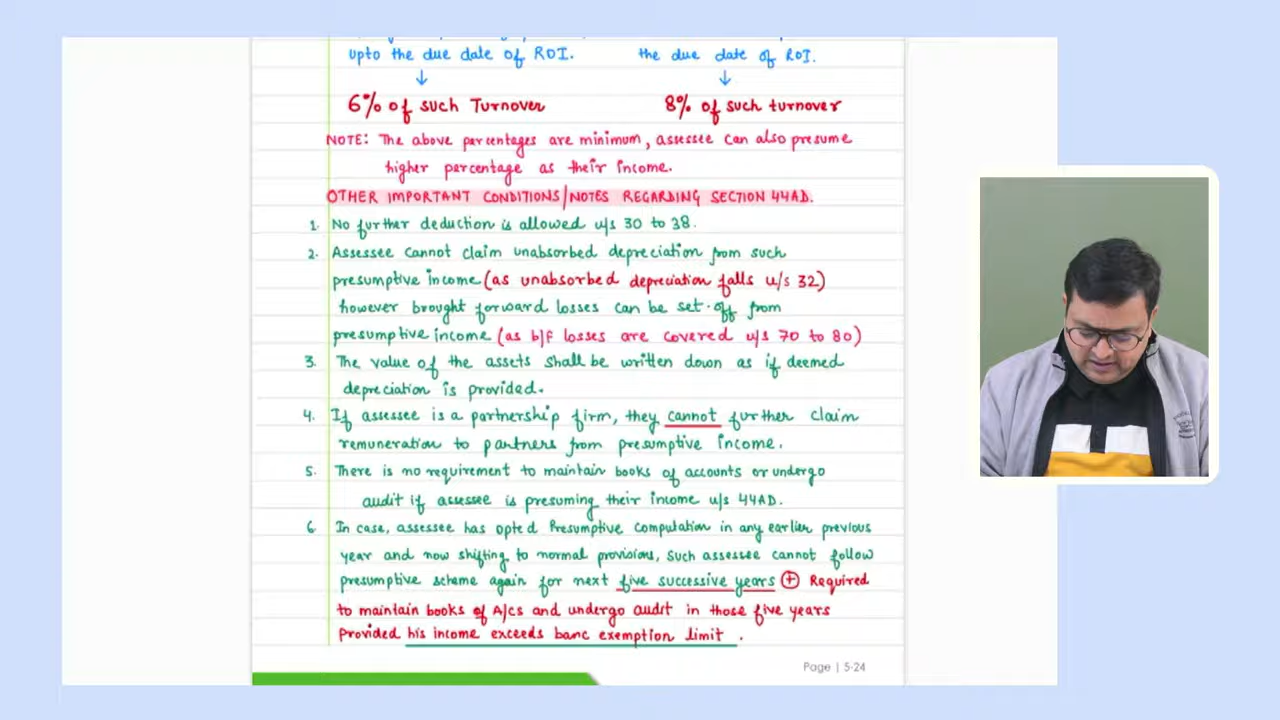 upto the due date of ROI.
the due date of ROI.
↓
↓
6% of such Turnover
8% of such turnover
NOTE: The above percentages are minimum, assessee can also presume
higher percentage as their income.
OTHER IMPORTANT CONDITIONS/NOTES REGARDING SECTION 44AD.
1. No further deduction is allowed u/s 30 to 38.
2. Assessee cannot claim unabsorbed depreciation from such
presumptive income (as unabsorbed depreciation falls u/s 32)
however brought forward losses can be set-off from
presumptive income (as b/f losses are covered u/s 70 to 80)
3. The value of the assets shall be written down as if deemed
depreciation is provided.
4. If assessee is a partnership firm, they cannot further claim
remuneration to partners from presumptive income.
5. There is no requirement to maintain books of accounts or undergo
audit if assessee is presuming their income u/s 44AD.
6. In case, assessee has opted Presumptive computation in any earlier previous
year and now shifting to normal provisions, such assessee cannot follow
presumptive scheme again for next five successive years ⊕ Required
to maintain books of A/cs and undergo audit in those five years
Provided his income exceeds basic exemption limit.
Page | 5-24